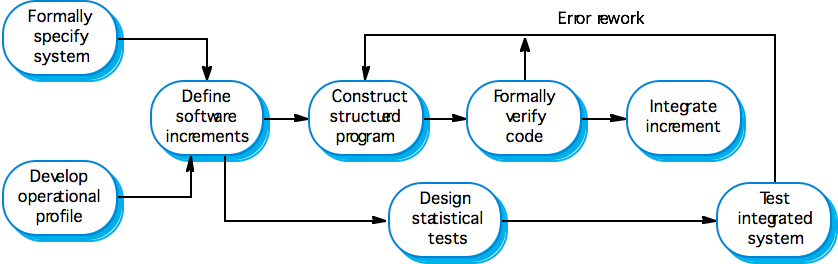 Error rework
Formally
specify
system
Define
software
increments
Construct
structured
program
Formally
verify
code
Integrate
increment
Develop
operational
profile
Design
statistical
tests
Test
integrated
system